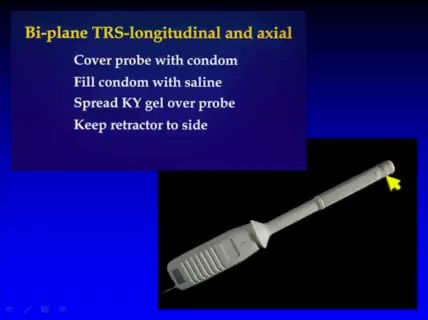 Bi-plane TRS-longitudinal and axial
Cover probe with condom
Fill condom with saline
Spread KY gel over probe
Keep retractor to side